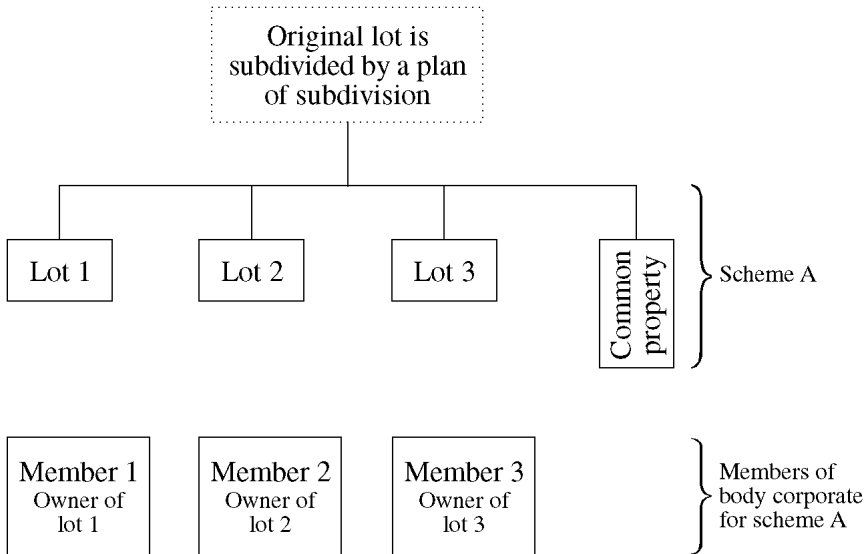 Original lot is
subdivided by a plan
of subdivision
Lot 1
Lot 2
Lot 3
Common
property
Scheme A
Member 1
Owner of
lot 1
Member 2
Owner of
lot 2
Member 3
Owner of
lot 3
Members of
body corporate
for scheme A